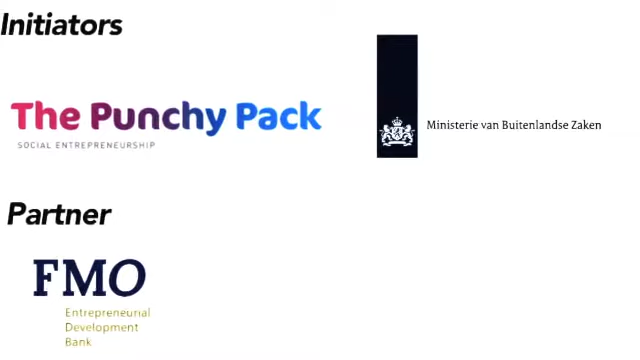 Initiators
The Punchy Pack
SOCIAL ENTREPRENEURSHIP
Ministerie van Buitenlandse Zaken
Partner
FMO
Entrepreneurial
Development
Bank